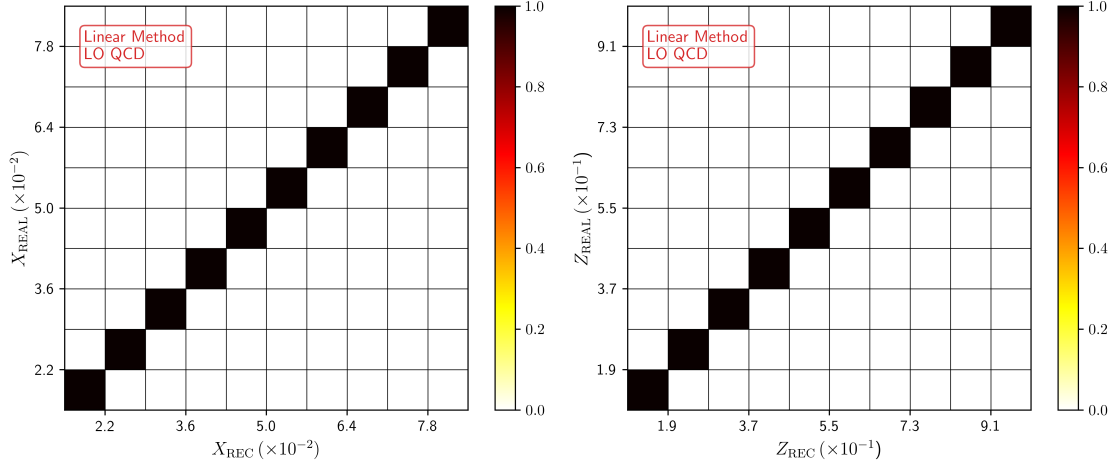 Linear Method
LO QCD
7.8
6.4
5.0
3.6
2.2
X_REAL (×10⁻²)
2.2 3.6 5.0 6.4 7.8
X_REC (×10⁻²)
1.0
0.8
0.6
0.4
0.2
0.0
Linear Method
LO QCD
9.1
7.3
5.5
3.7
1.9
Z_REAL (×10⁻¹)
1.9 3.7 5.5 7.3 9.1
Z_REC (×10⁻¹)
1.0
0.8
0.6
0.4
0.2
0.0